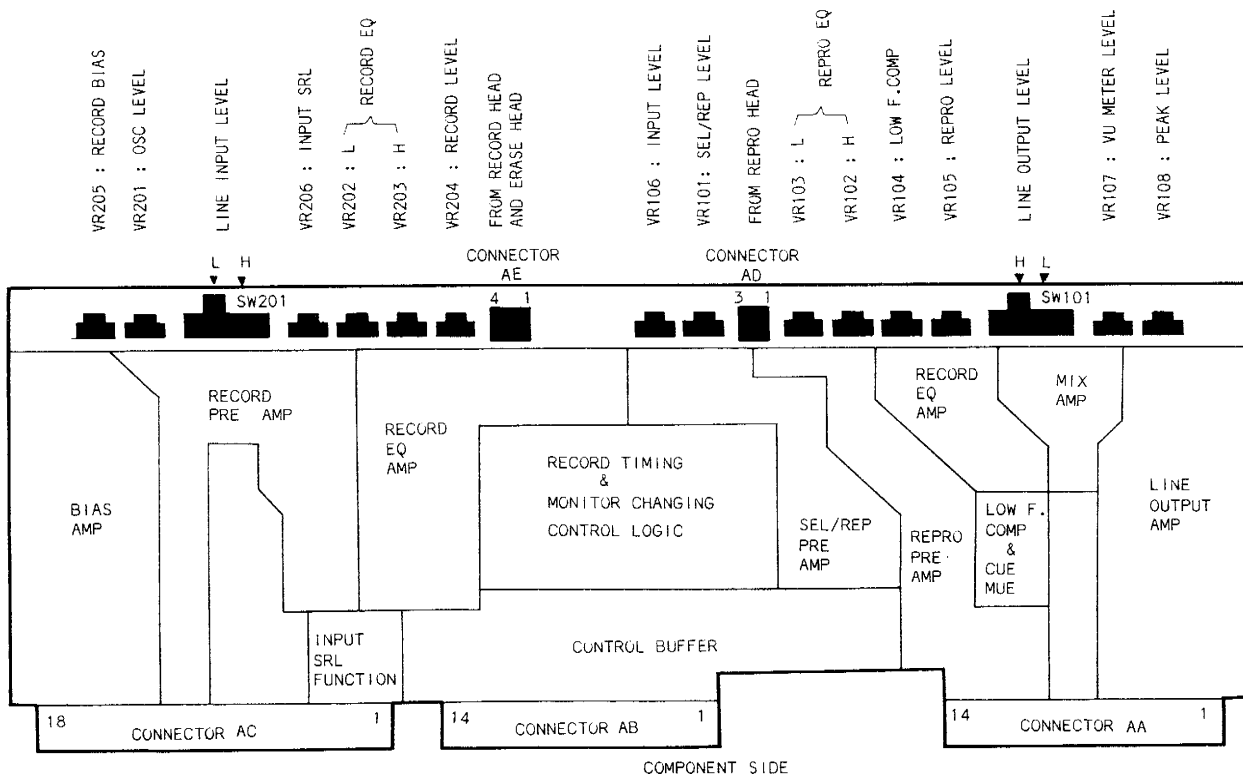 VR205 : RECORD BIAS
VR201 : OSC LEVEL
LINE INPUT LEVEL
VR206 : INPUT SRL
RECORD EQ
VR202 : L
VR203 : H
VR204 : RECORD LEVEL
FROM RECORD HEAD
AND ERASE HEAD
VR106 : INPUT LEVEL
VR101: SEL/REP LEVEL
FROM REPRO HEAD
REPRO EQ
VR103 : L
VR102 : H
VR104 : LOW F.COMP
VR105 : REPRO LEVEL
LINE OUTPUT LEVEL
VR107 : VU METER LEVEL
VR108 : PEAK LEVEL
L H
CONNECTOR
AE
CONNECTOR
AD
H L
SW201
4 1
3 1
SW101
RECORD
PRE AMP
RECORD
EQ
AMP
BIAS
AMP
RECORD TIMING
&
MONITOR CHANGING
CONTROL LOGIC
SEL/REP
PRE
AMP
REPRO
PRE
AMP
RECORD
EQ
AMP
MIX
AMP
LOW F.
COMP
&
CUE
MUE
LINE
OUTPUT
AMP
INPUT
SRL
FUNCTION
CONTROL BUFFER
18 CONNECTOR AC 1
14 CONNECTOR AB 1
14 CONNECTOR AA 1
COMPONENT SIDE